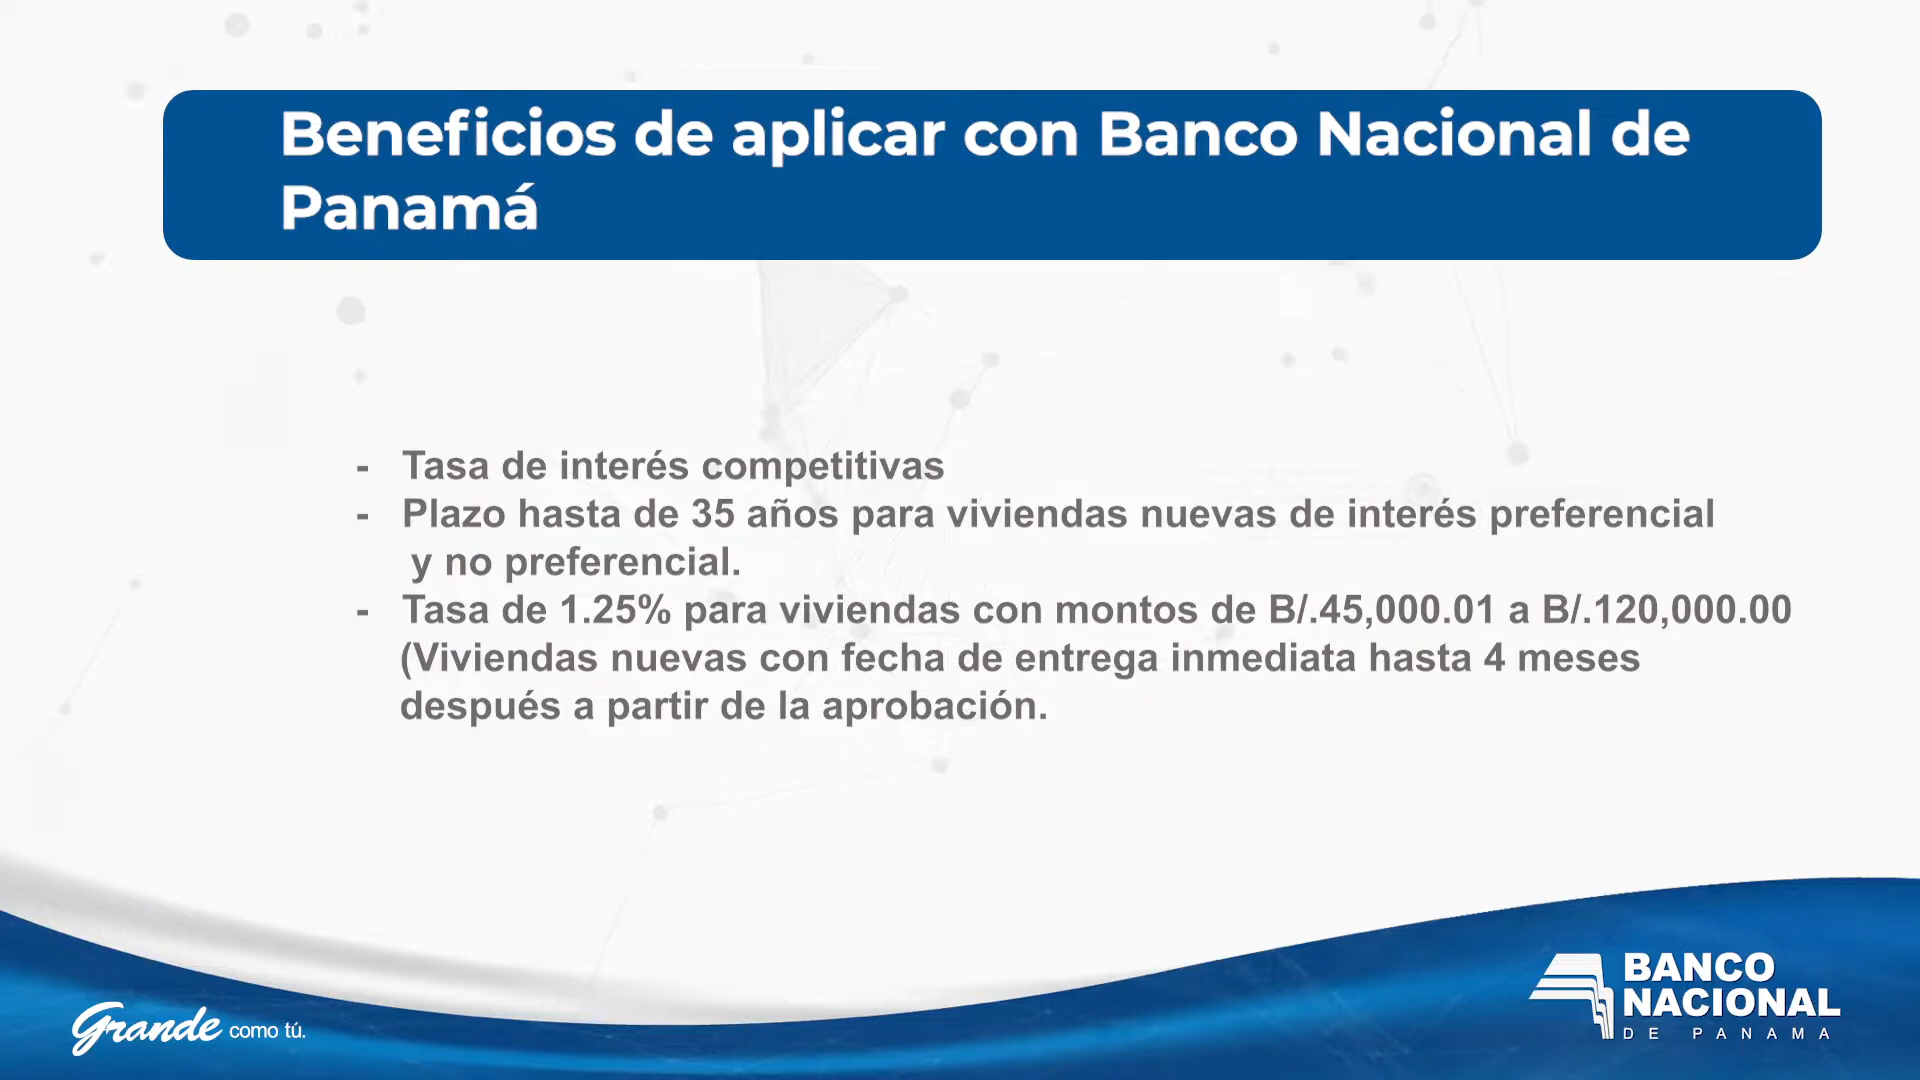 Beneficios de aplicar con Banco Nacional de
Panamá
- Tasa de interés competitivas
- Plazo hasta de 35 años para viviendas nuevas de interés preferencial
y no preferencial.
- Tasa de 1.25% para viviendas con montos de B/.45,000.01 a B/.120,000.00
(Viviendas nuevas con fecha de entrega inmediata hasta 4 meses
después a partir de la aprobación.
Grande como tú.
BANCO
NACIONAL
DE PANAMA